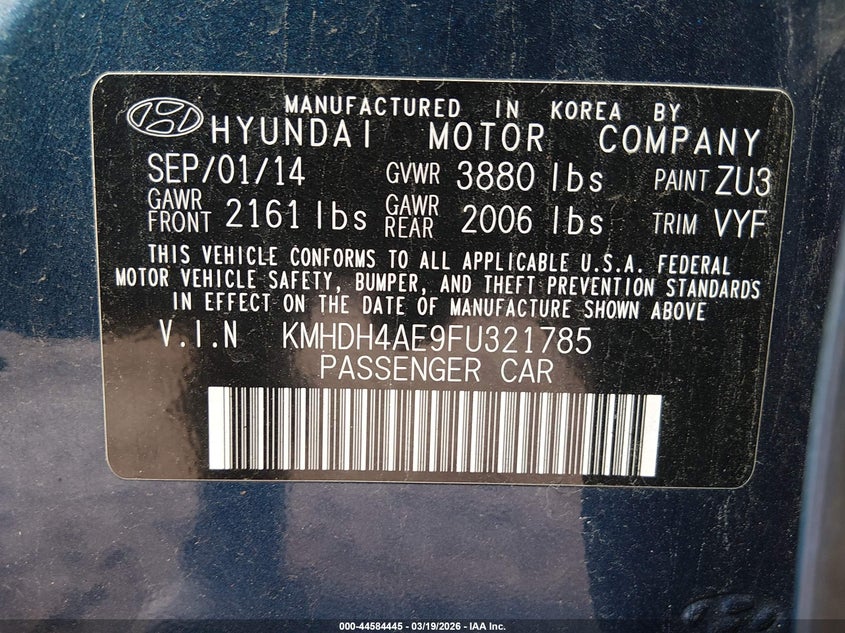 MANUFACTURED IN KOREA BY
HYUNDAI MOTOR COMPANY
SEP/01/14 GVWR 3880 lbs PAINT ZU3
GAWR FRONT 2161 lbs GAWR REAR 2006 lbs TRIM VYF
THIS VEHICLE CONFORMS TO ALL APPLICABLE U.S.A. FEDERAL
MOTOR VEHICLE SAFETY, BUMPER, AND THEFT PREVENTION STANDARDS
IN EFFECT ON THE DATE OF MANUFACTURE SHOWN ABOVE
V.I.N KMHDH4AE9FU321785
PASSENGER CAR
000-44584445 - 03/19/2026 - IAA Inc.